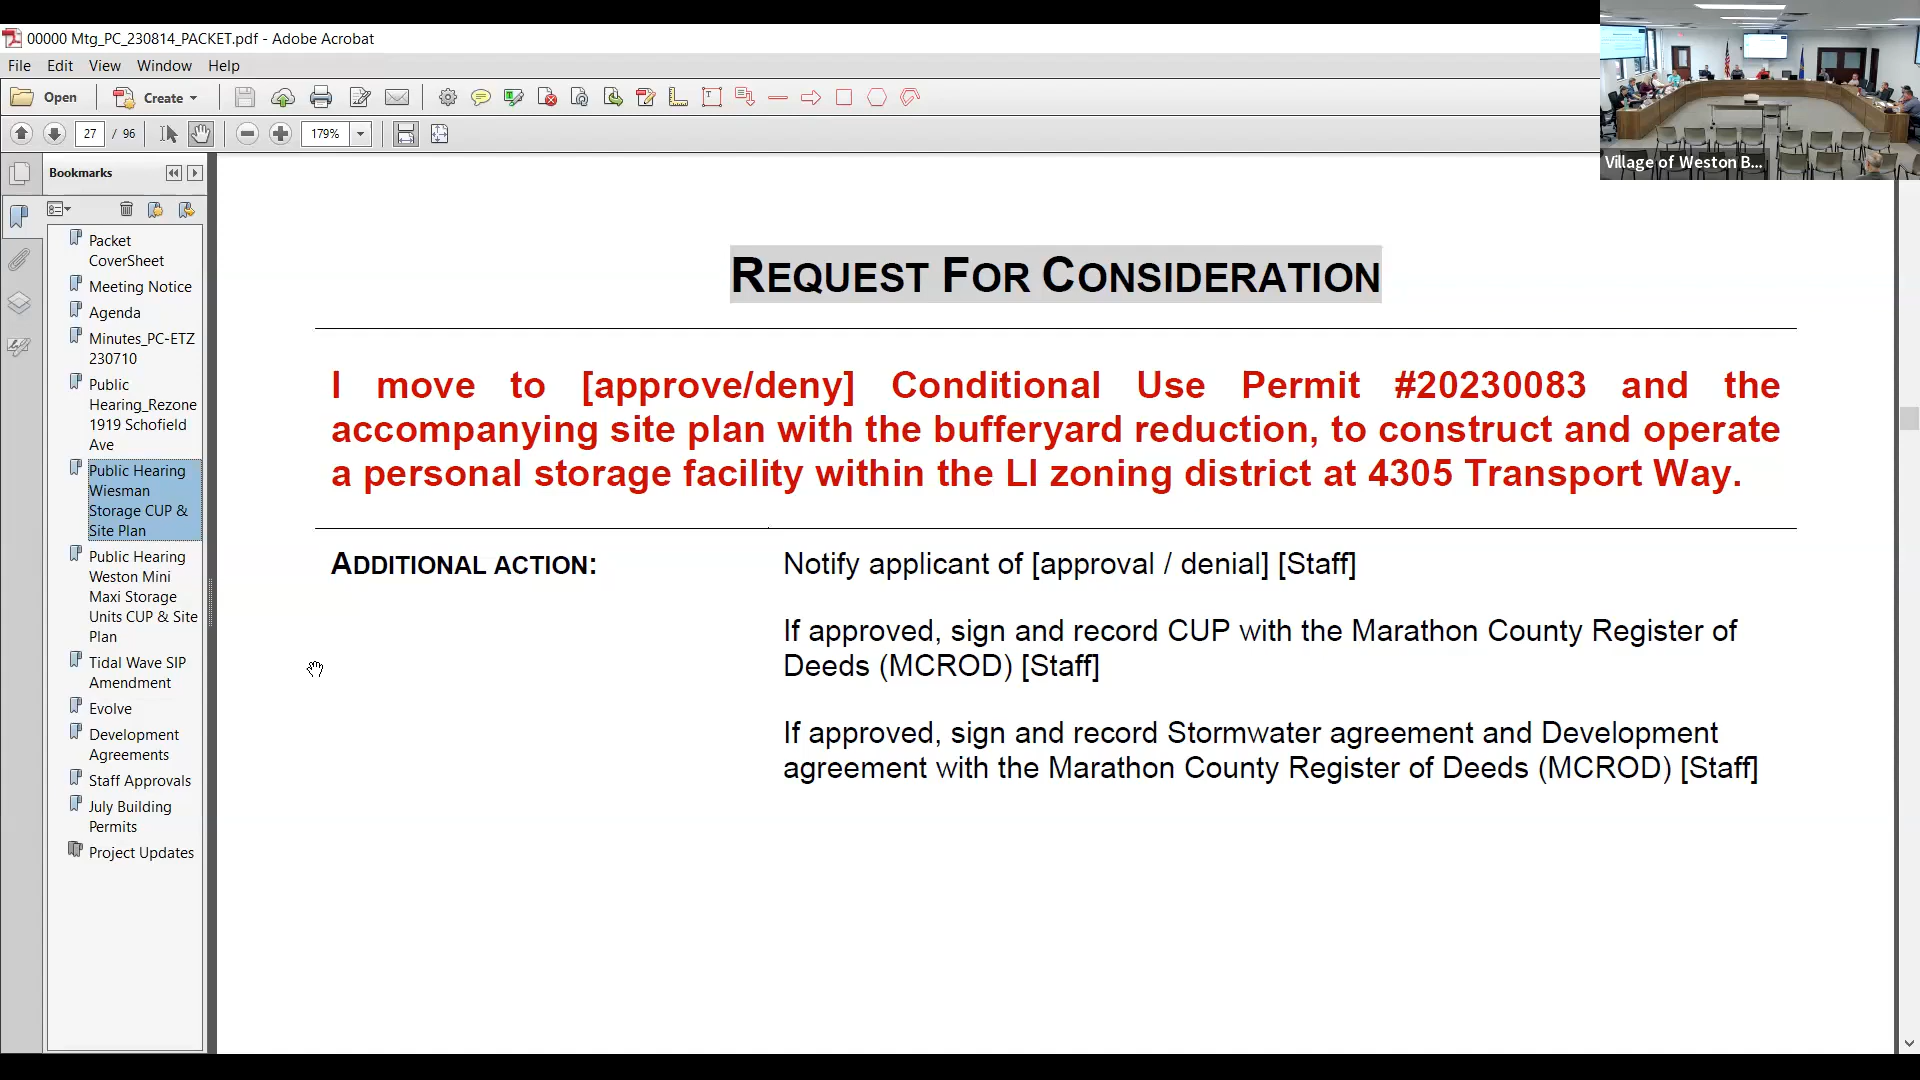 00000 Mtg_PC_230814_PACKET.pdf - Adobe Acrobat
File Edit View Window Help
Open Create
27 / 96 179%
Village of Weston B...
Bookmarks
Packet
CoverSheet
Meeting Notice
Agenda
Minutes_PC-ETZ
230710
Public
Hearing_Rezone
1919 Schofield
Ave
Public Hearing
Wiesman
Storage CUP &
Site Plan
Public Hearing
Weston Mini
Maxi Storage
Units CUP & Site
Plan
Tidal Wave SIP
Amendment
Evolve
Development
Agreements
Staff Approvals
July Building
Permits
Project Updates
REQUEST FOR CONSIDERATION
I move to [approve/deny] Conditional Use Permit #20230083 and the
accompanying site plan with the bufferyard reduction, to construct and operate
a personal storage facility within the LI zoning district at 4305 Transport Way.
ADDITIONAL ACTION:
Notify applicant of [approval / denial] [Staff]
If approved, sign and record CUP with the Marathon County Register of
Deeds (MCROD) [Staff]
If approved, sign and record Stormwater agreement and Development
agreement with the Marathon County Register of Deeds (MCROD) [Staff]